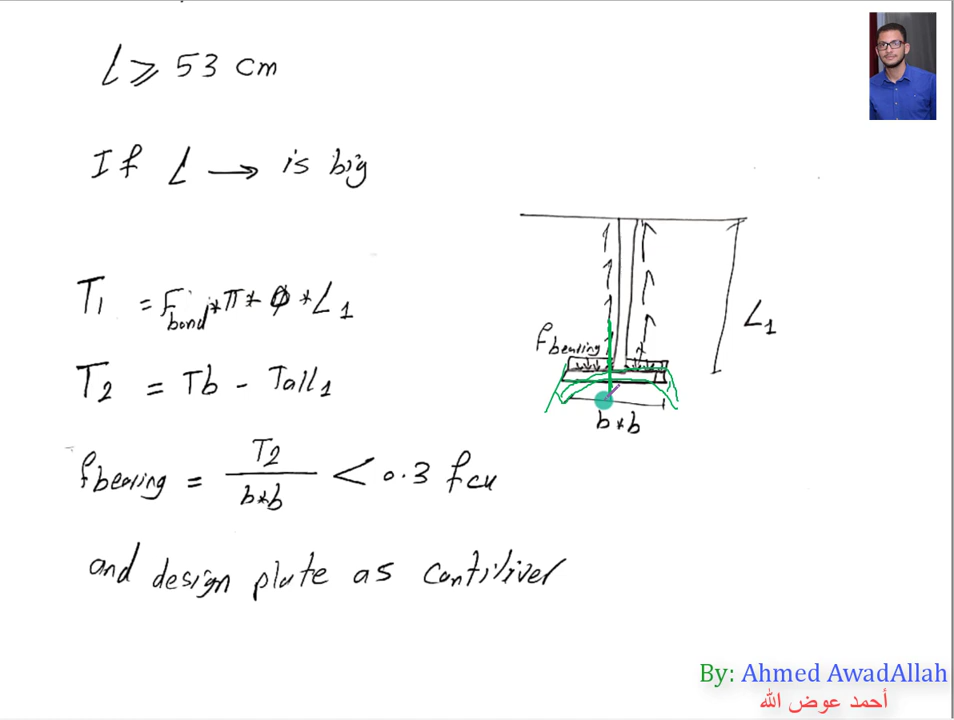 L ⩾ 53 cm
If L → is big
T1 = Fbond * π * φ * L1
T2 = Tb - Tall1
fbearing = T2 / b*b < 0.3 fcu
and design plate as cantiliver
fbearing
L1
b * b
By: Ahmed AwadAllah
أحمد عوض الله